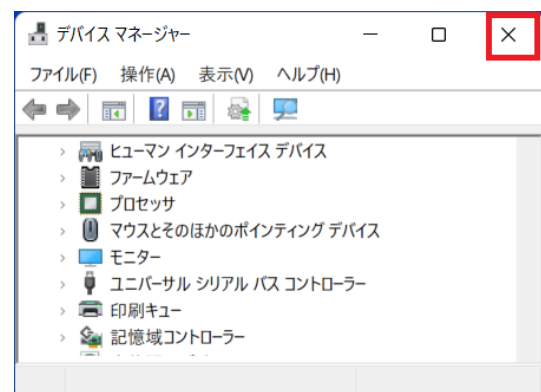 デバイス マネージャー
ファイル(F) 操作(A) 表示(V) ヘルプ(H)
ヒューマン インターフェイス デバイス
ファームウェア
プロセッサ
マウスとそのほかのポインティング デバイス
モニター
ユニバーサル シリアル バス コントローラー
印刷キュー
記憶域コントローラー